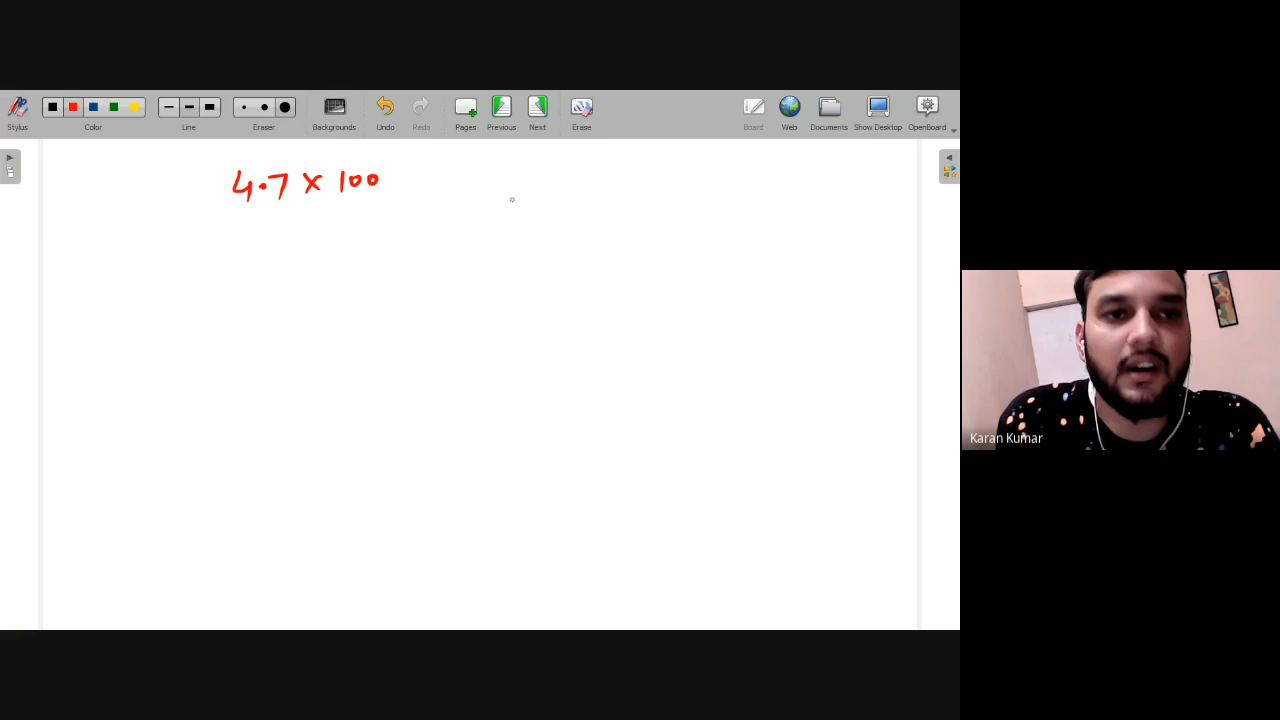 Stylus Color Line Eraser Backgrounds Undo Redo Pages Previous Next Erase Board Web Documents Show Desktop OpenBoard
4.7 × 100
Karan Kumar